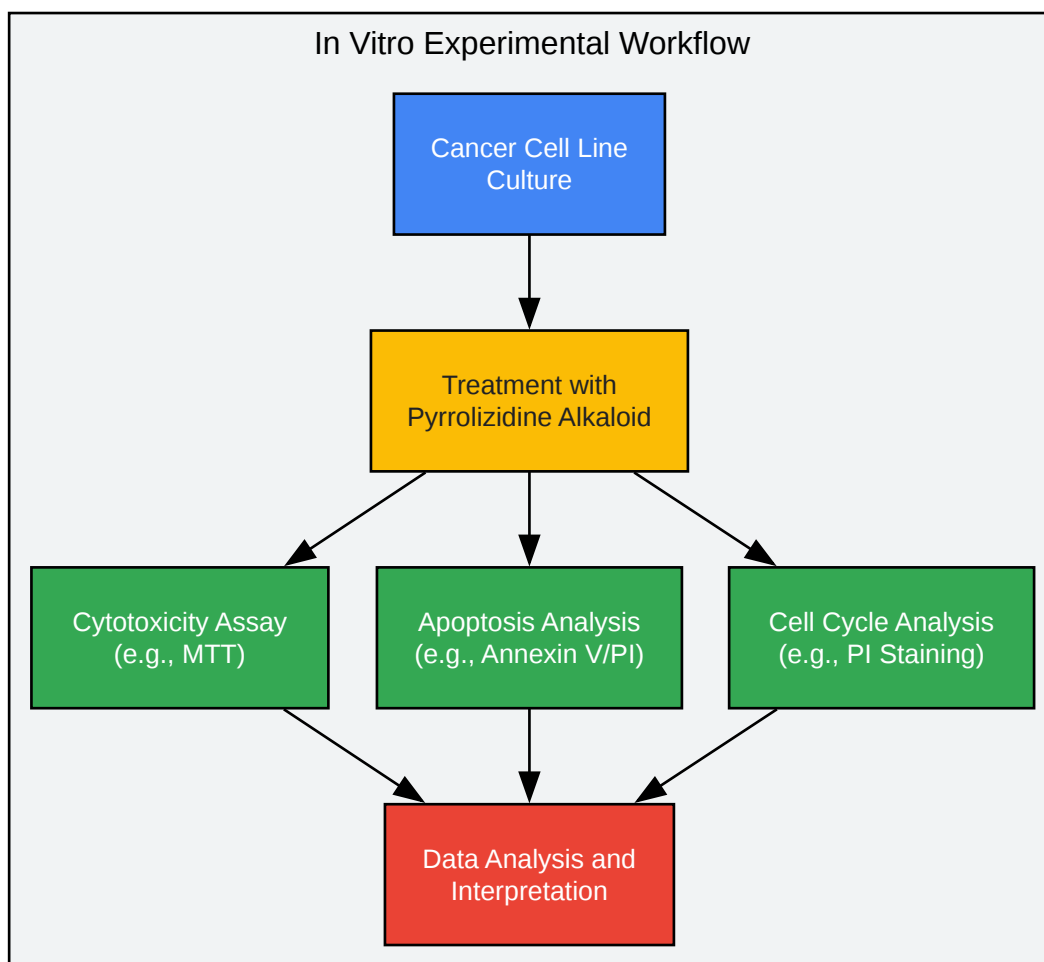 In Vitro Experimental Workflow
Cancer Cell Line
Culture
Treatment with
Pyrrolizidine Alkaloid
Cytotoxicity Assay
(e.g., MTT)
Apoptosis Analysis
(e.g., Annexin V/PI)
Cell Cycle Analysis
(e.g., PI Staining)
Data Analysis and
Interpretation